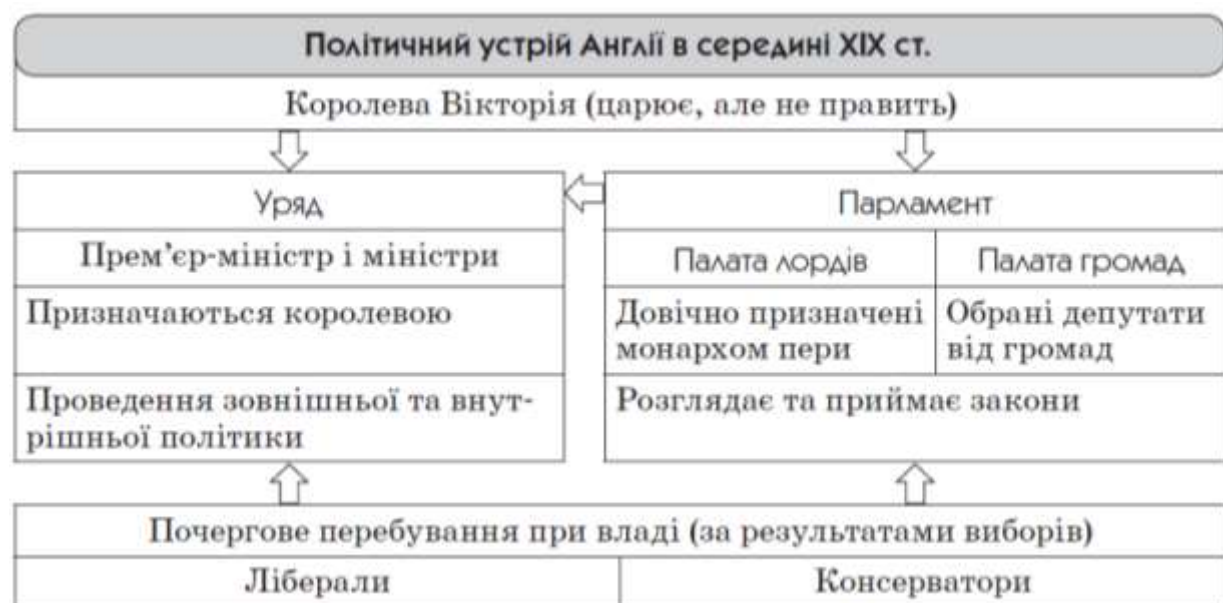 Політичний устрій Англії в середині XIX ст.
Королева Вікторія (царює, але не править)
Уряд
Прем’єр-міністр і міністри
Призначаються королевою
Проведення зовнішньої та внут-
рішньої політики
Парламент
Палата лордів
Палата громад
Довічно призначені
монархом пери
Обрані депутати
від громад
Розглядає та приймає закони
Почергове перебування при владі (за результатами виборів)
Ліберали
Консерватори